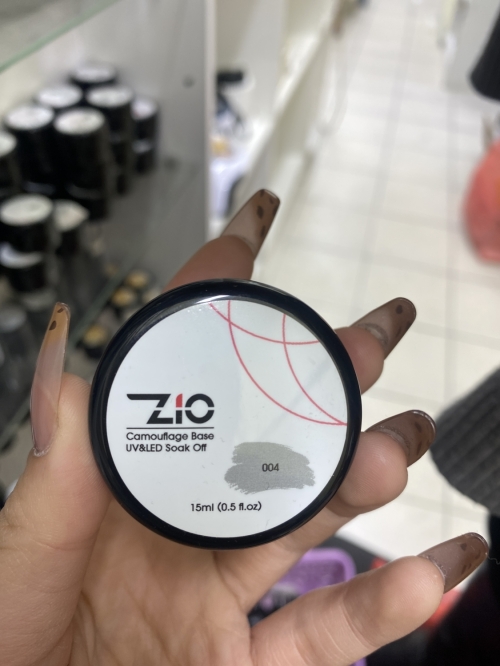 ZIO
Camouflage Base
UV&LED Soak Off
004
15ml (0.5 fl.oz)